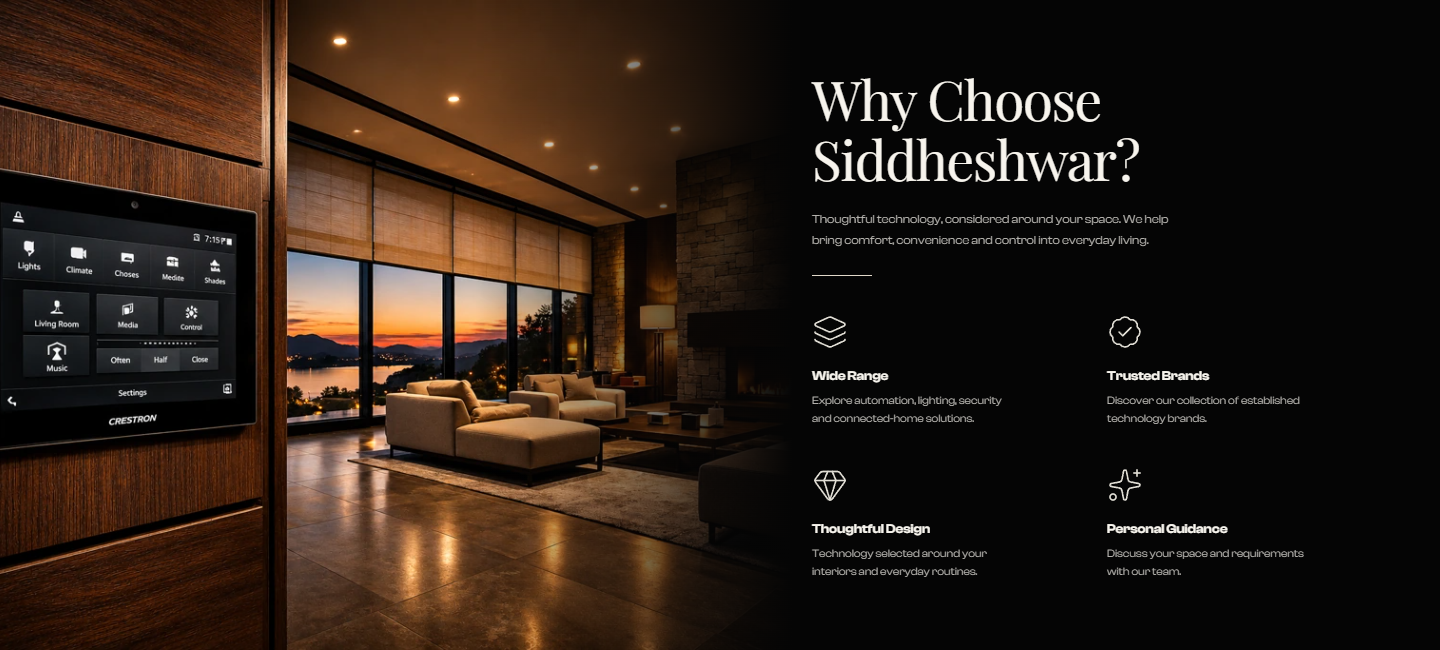 7:15 P
Lights
Climate
Choses
Medite
Shades
Living Room
Media
Control
Music
Often
Half
Close
Settings
CRESTRON
Why Choose
Siddheshwar?
Thoughtful technology, considered around your space. We help
bring comfort, convenience and control into everyday living.
Wide Range
Explore automation, lighting, security
and connected-home solutions.
Trusted Brands
Discover our collection of established
technology brands.
Thoughtful Design
Technology selected around your
interiors and everyday routines.
Personal Guidance
Discuss your space and requirements
with our team.